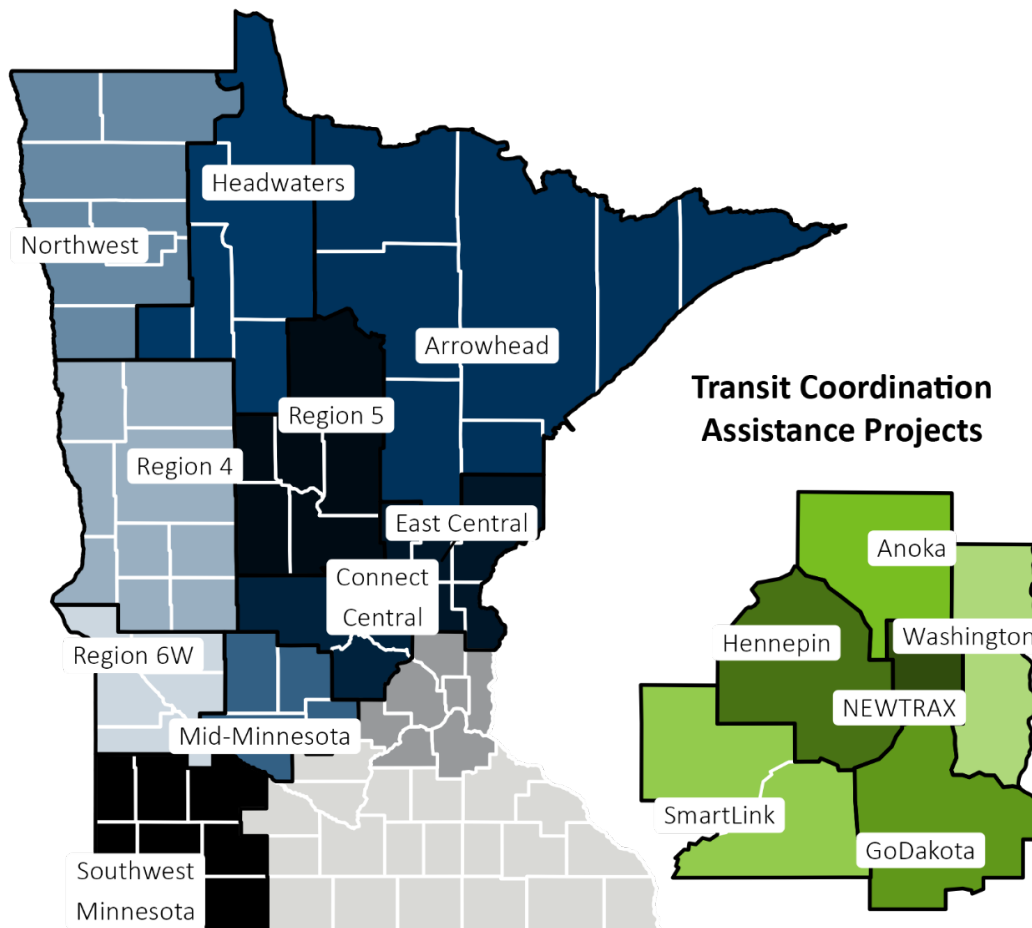 Headwaters
Northwest
Arrowhead
Region 5
Region 4
East Central
Connect
Central
Region 6W
Mid-Minnesota
Southwest
Minnesota
Transit Coordination
Assistance Projects
Anoka
Hennepin
Washington
NEWTRAX
SmartLink
GoDakota